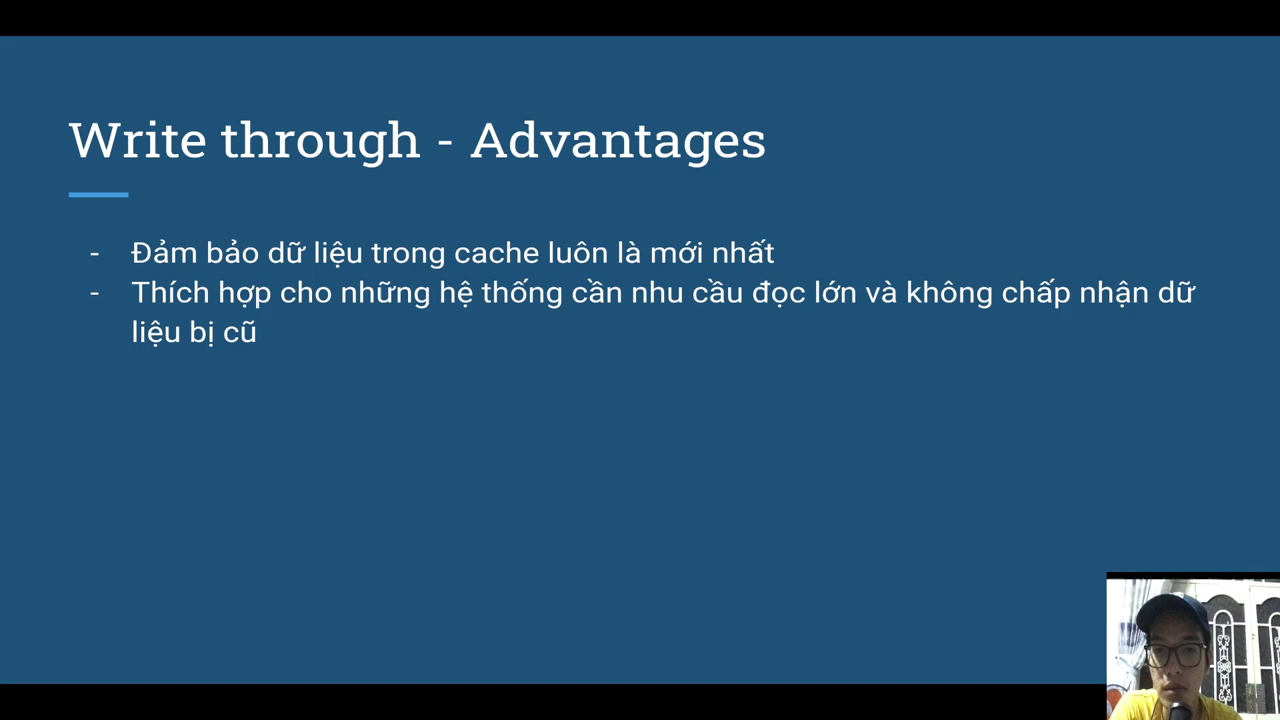 Write through - Advantages
- Đảm bảo dữ liệu trong cache luôn là mới nhất
- Thích hợp cho những hệ thống cần nhu cầu đọc lớn và không chấp nhận dữ
liệu bị cũ